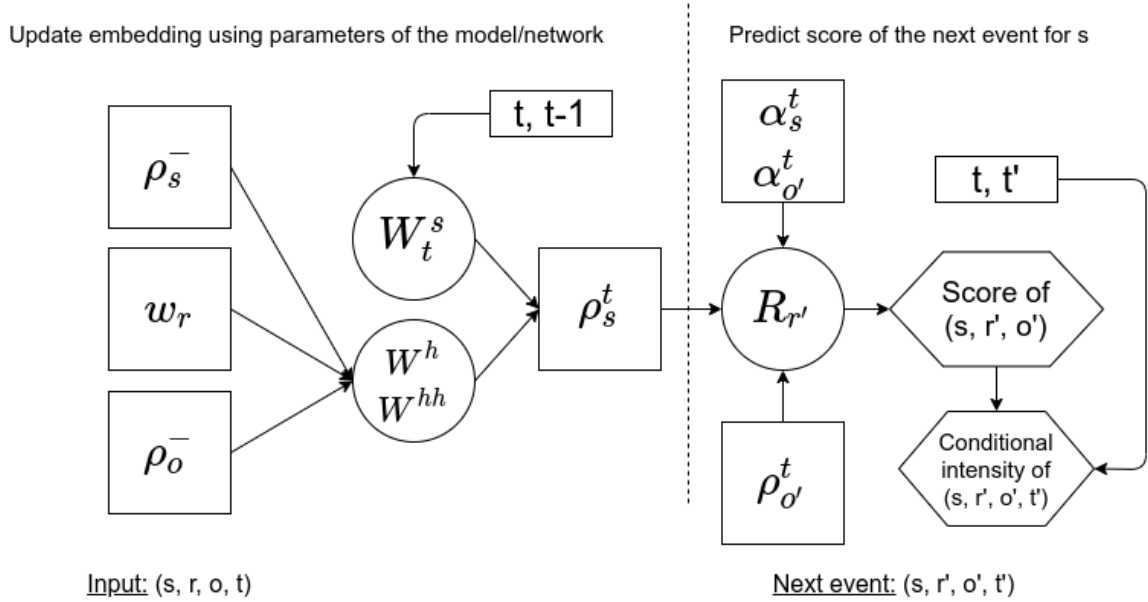 Update embedding using parameters of the model/network
Predict score of the next event for s
t, t-1
α_s^t
α_{o'}^t
ρ_s^-
t, t'
W_t^s
w_r
ρ_s^t
R_{r'}
Score of
(s, r', o')
W^h
W^{hh}
ρ_o^-
ρ_{o'}^t
Conditional
intensity of
(s, r', o', t')
Input: (s, r, o, t)
Next event: (s, r', o', t')